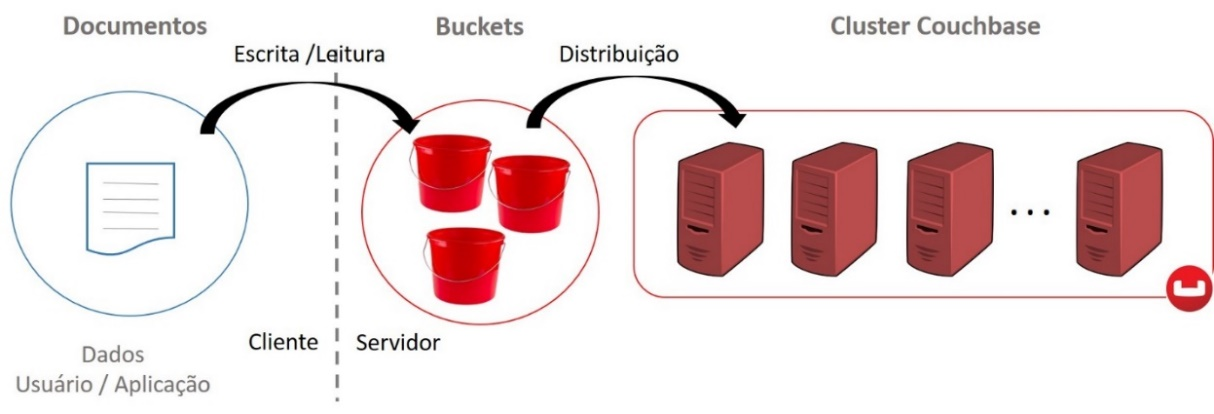 Documentos
Buckets
Cluster Couchbase
Escrita /Leitura
Distribuição
...
Cliente
Servidor
Dados
Usuário / Aplicação